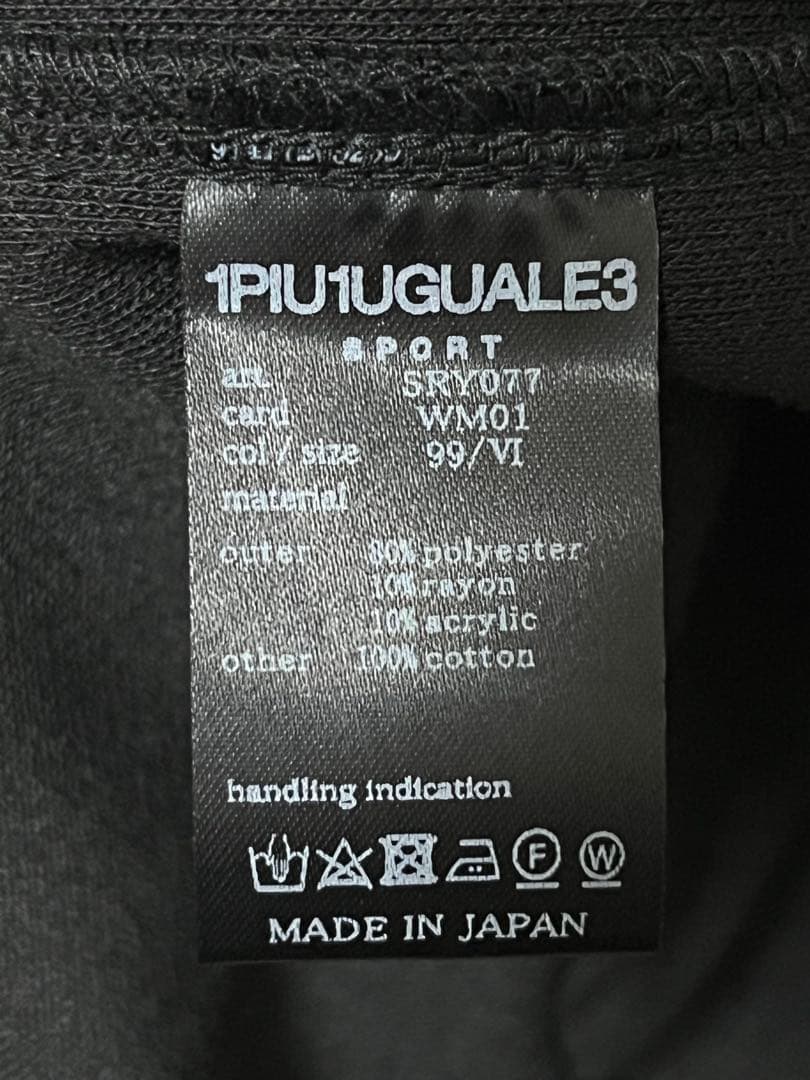 1PIU1UGUALE3
SPORT
art. SRY077
card WM01
col / size 99/VI
material
outer 80% polyester
10% rayon
10% acrylic
other 100% cotton
handling indication
F W
MADE IN JAPAN